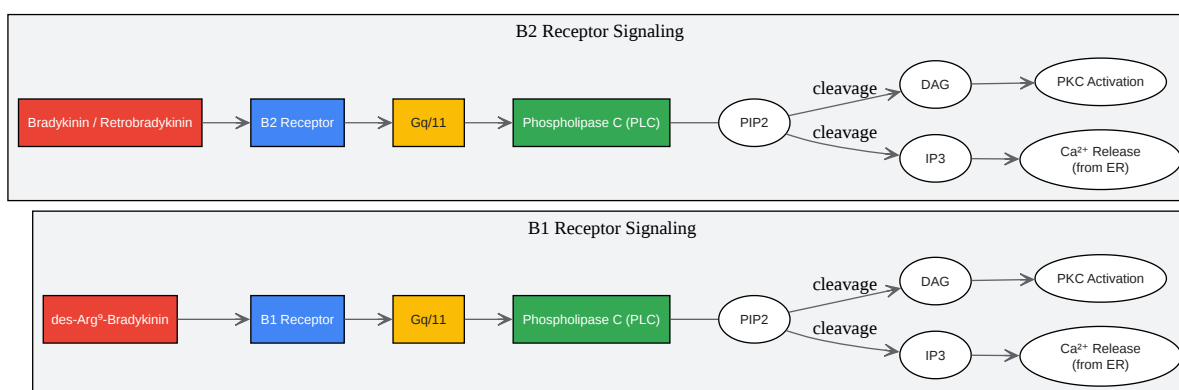 B2 Receptor Signaling
Bradykinin / Retrobradykinin
B2 Receptor
Gq/11
Phospholipase C (PLC)
PIP2
cleavage
DAG
PKC Activation
cleavage
IP3
Ca²⁺ Release
(from ER)
B1 Receptor Signaling
des-Arg⁹-Bradykinin
B1 Receptor
Gq/11
Phospholipase C (PLC)
PIP2
cleavage
DAG
PKC Activation
cleavage
IP3
Ca²⁺ Release
(from ER)